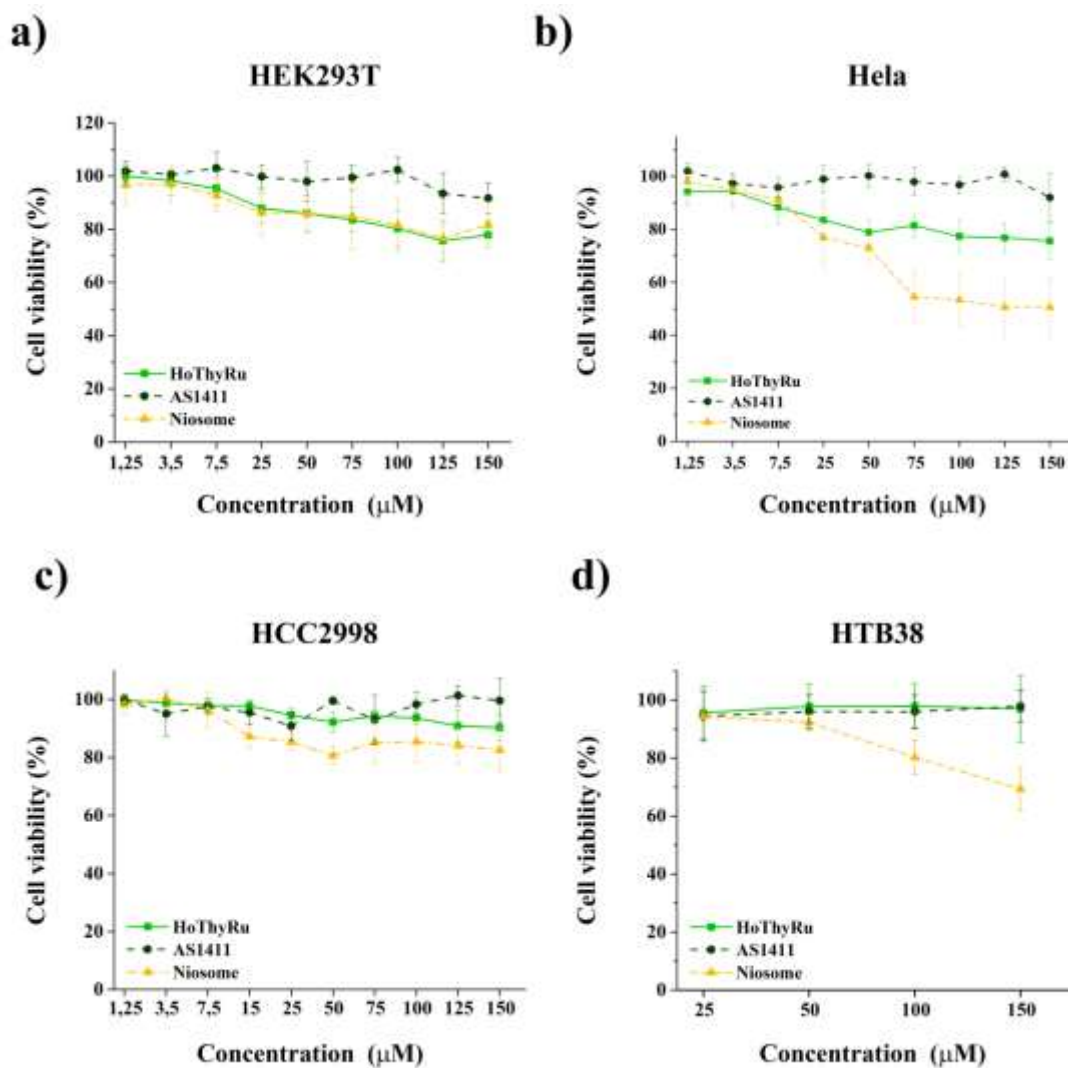 a)
HEK293T
Cell viability (%)
120
100
80
60
40
20
0
HoThyRu
AS1411
Niosome
1,25 3,5 7,5 25 50 75 100 125 150
Concentration (μM)
b)
Hela
Cell viability (%)
100
80
60
40
20
0
HoThyRu
AS1411
Niosome
1,25 3,5 7,5 25 50 75 100 125 150
Concentration (μM)
c)
HCC2998
Cell viability (%)
100
80
60
40
20
0
HoThyRu
AS1411
Niosome
1,25 3,5 7,5 15 25 50 75 100 125 150
Concentration (μM)
d)
HTB38
Cell viability (%)
100
80
60
40
20
0
HoThyRu
AS1411
Niosome
25 50 100 150
Concentration (μM)